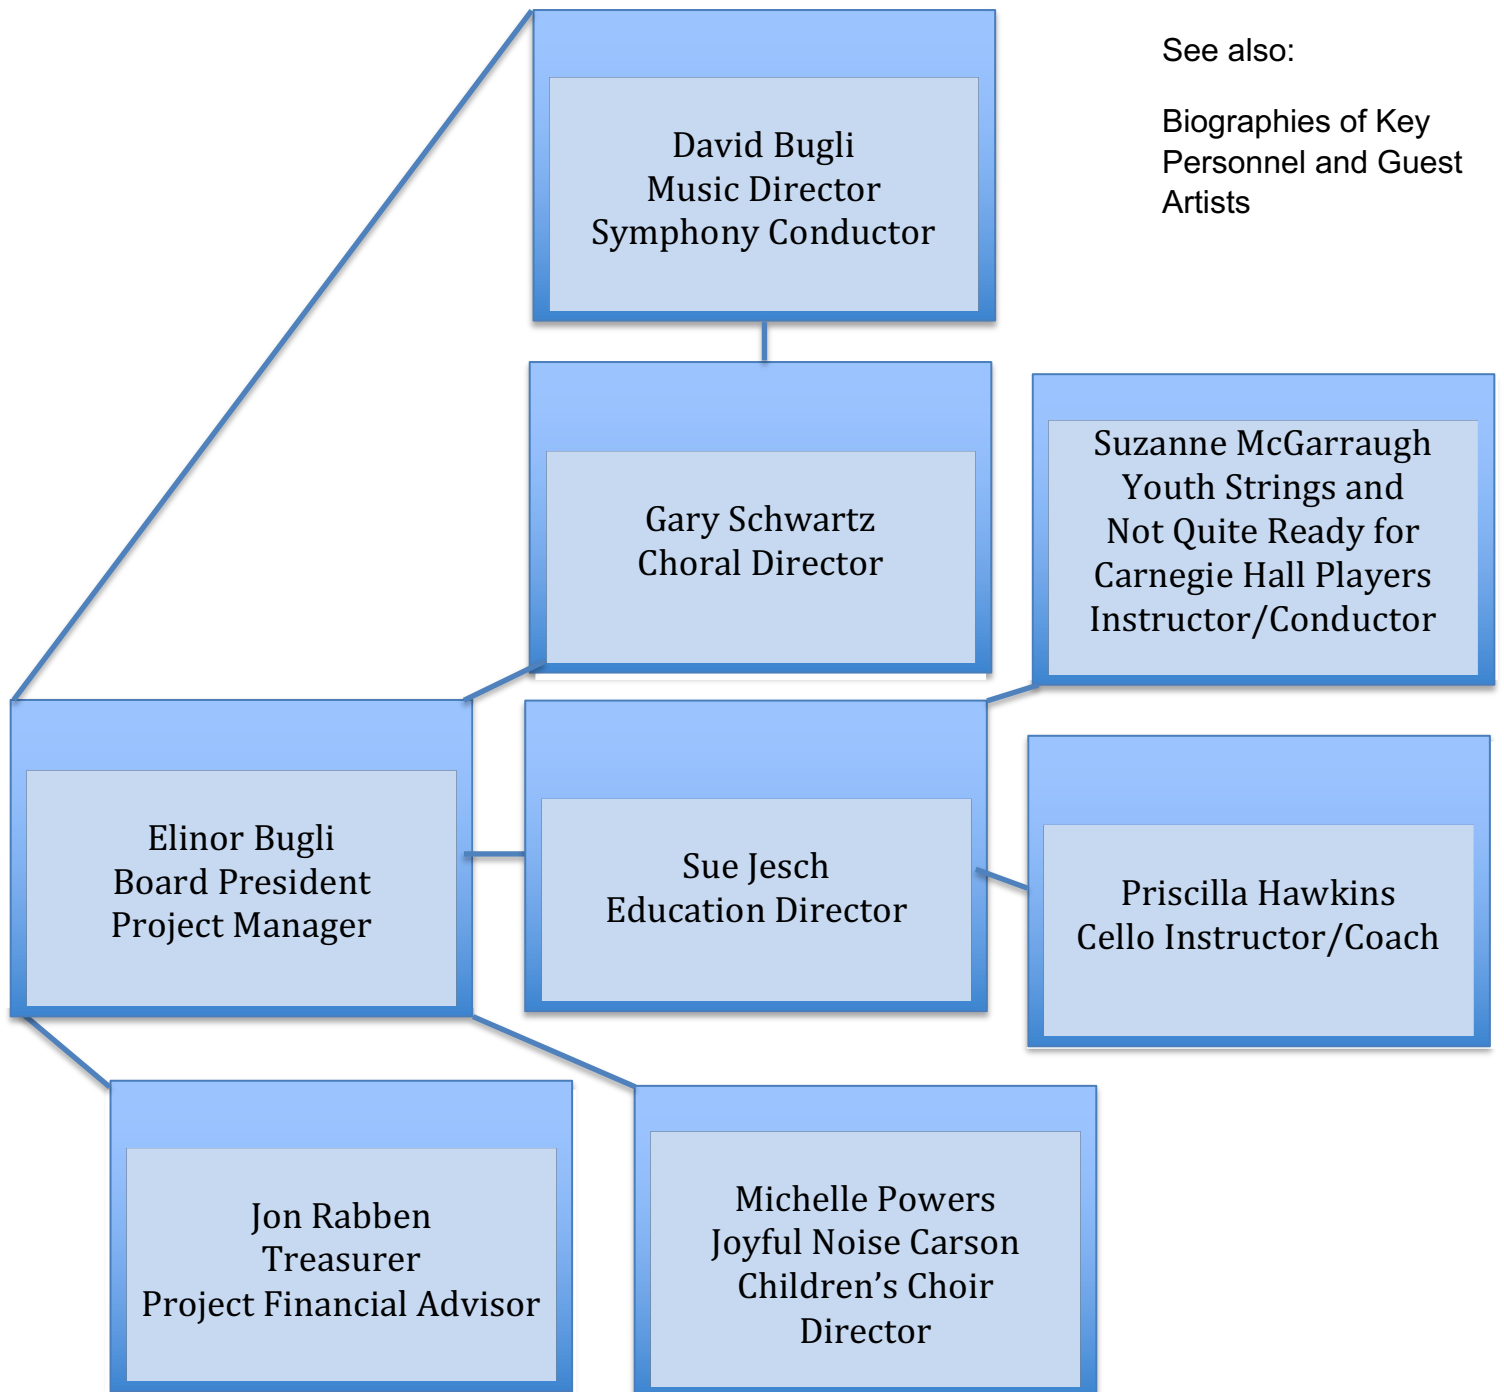 See also:
Biographies of Key
Personnel and Guest
Artists
David Bugli
Music Director
Symphony Conductor
Gary Schwartz
Choral Director
Suzanne McGarraugh
Youth Strings and
Not Quite Ready for
Carnegie Hall Players
Instructor/Conductor
Elinor Bugli
Board President
Project Manager
Sue Jesch
Education Director
Priscilla Hawkins
Cello Instructor/Coach
Jon Rabben
Treasurer
Project Financial Advisor
Michelle Powers
Joyful Noise Carson
Children’s Choir
Director